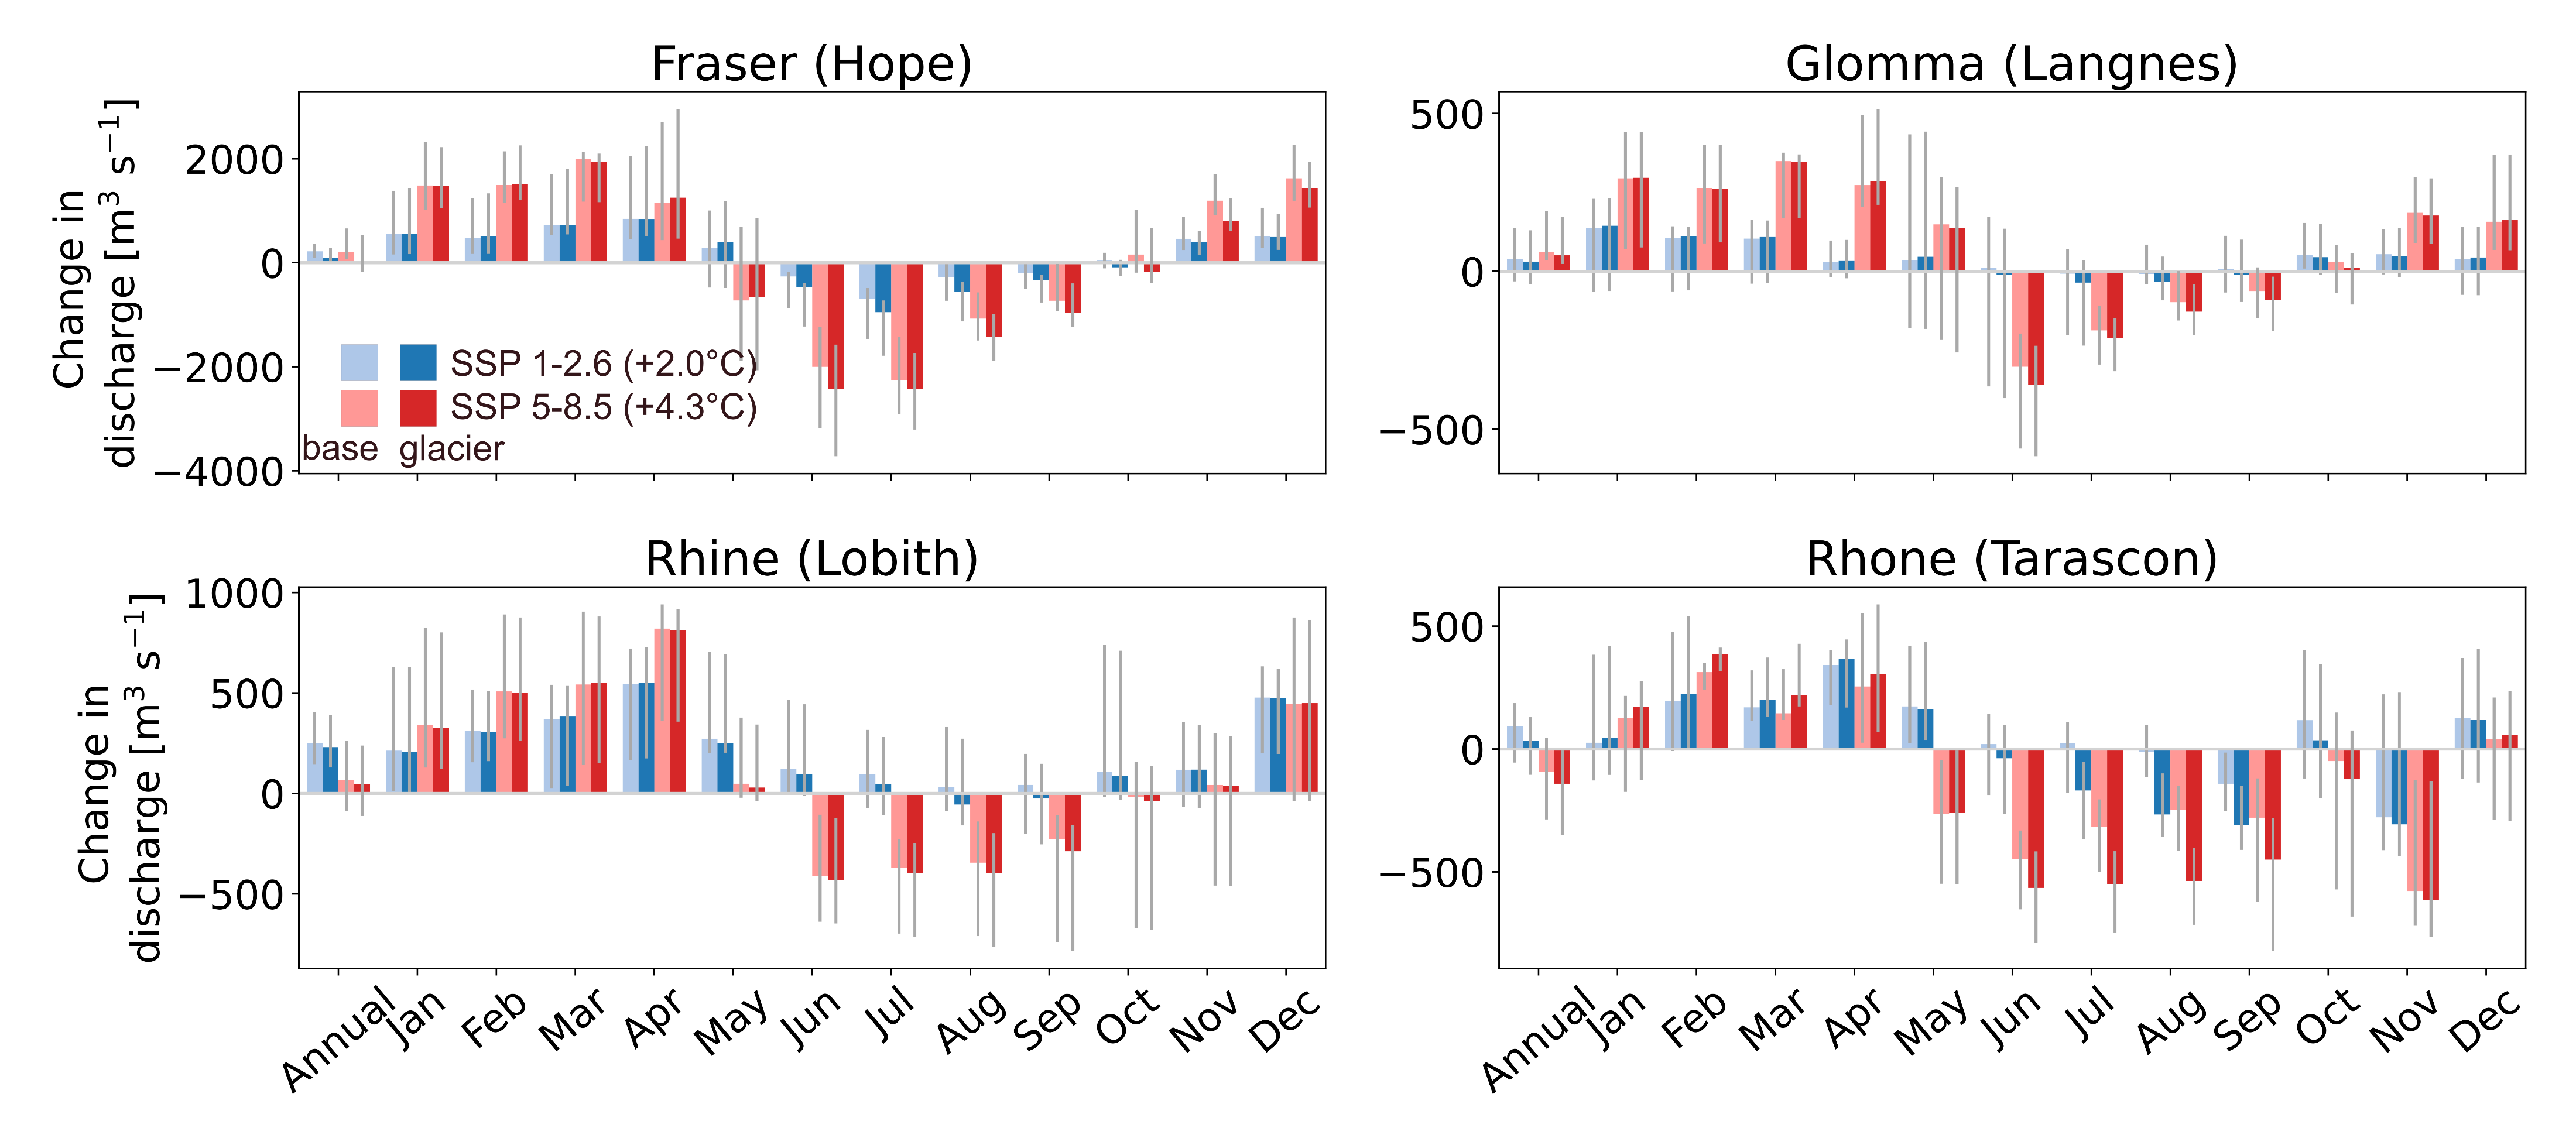 Fraser (Hope)
Change in
discharge [m³ s⁻¹]
2000
0
−2000
−4000
SSP 1-2.6 (+2.0°C)
SSP 5-8.5 (+4.3°C)
base glacier
Glomma (Langnes)
500
0
−500
Rhine (Lobith)
Change in
discharge [m³ s⁻¹]
1000
500
0
−500
Annual Jan Feb Mar Apr May Jun Jul Aug Sep Oct Nov Dec
Rhone (Tarascon)
500
0
−500
Annual Jan Feb Mar Apr May Jun Jul Aug Sep Oct Nov Dec